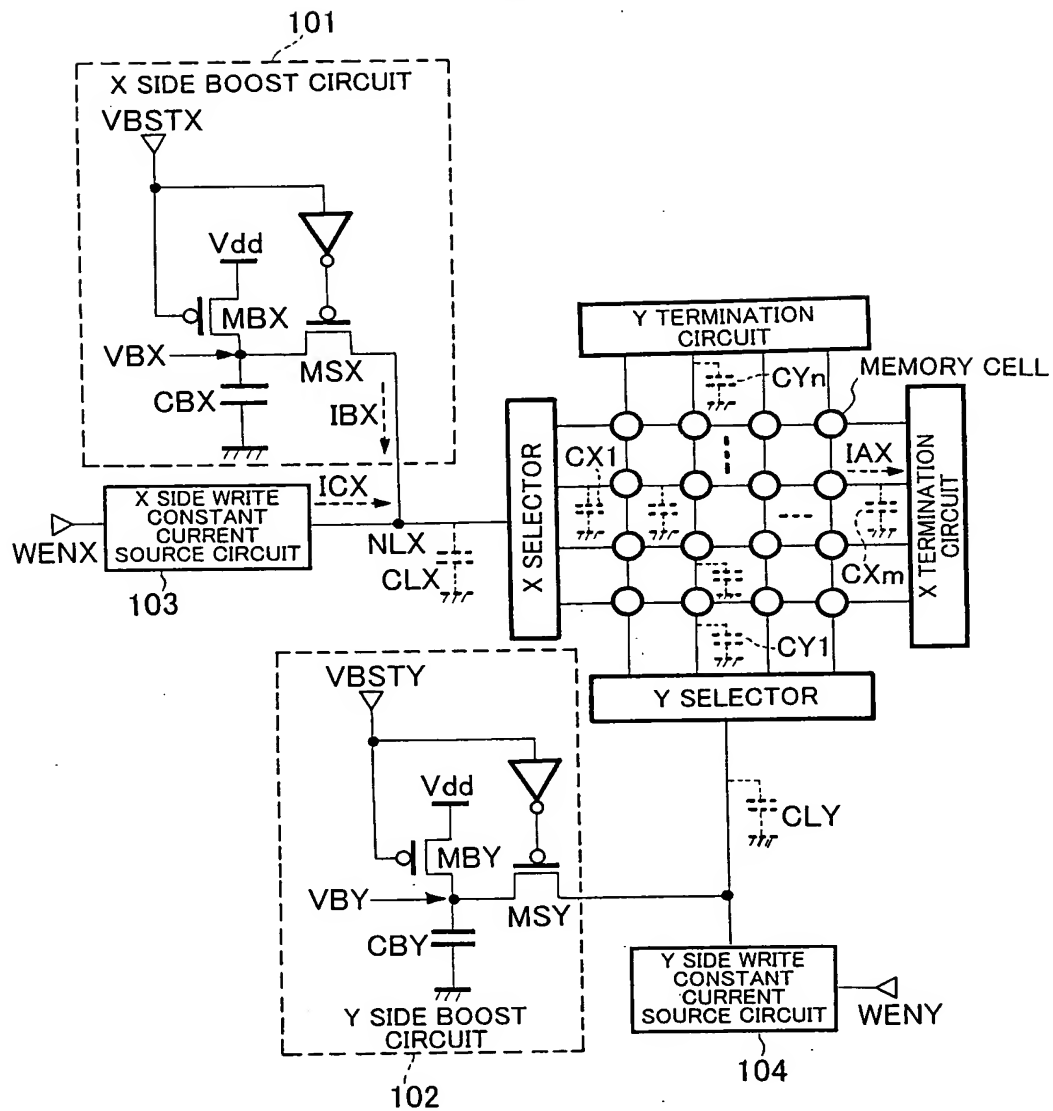 101
X SIDE BOOST CIRCUIT
VBSTX
Vdd
MBX
VBX
MSX
CBX
IBX
ICX
X SIDE WRITE
CONSTANT
CURRENT
SOURCE CIRCUIT
WENX
103
NLX
CLX
Y TERMINATION
CIRCUIT
CYn
MEMORY CELL
X SELECTOR
CX1
IAX
CXm
X TERMINATION
CIRCUIT
CY1
Y SELECTOR
VBSTY
Vdd
MBY
VBY
MSY
CBY
Y SIDE BOOST
CIRCUIT
102
CLY
Y SIDE WRITE
CONSTANT
CURRENT
SOURCE CIRCUIT
WENY
104